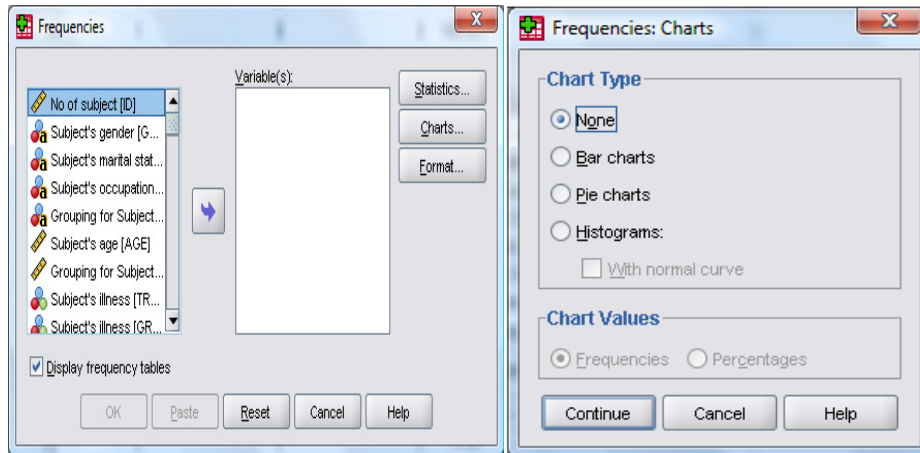 Frequencies
Variable(s):
No of subject [ID]
Subject's gender [G...
Subject's marital stat...
Subject's occupation...
Grouping for Subject...
Subject's age [AGE]
Grouping for Subject...
Subject's illness [TR...
Subject's illness [GR...
Statistics...
Charts...
Format...
Display frequency tables
OK Paste Reset Cancel Help
Frequencies: Charts
Chart Type
None
Bar charts
Pie charts
Histograms:
With normal curve
Chart Values
Frequencies Percentages
Continue Cancel Help